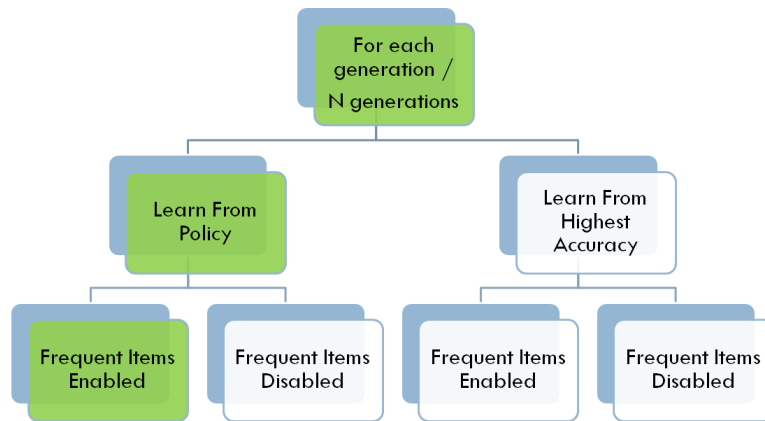 For each
generation /
N generations
Learn From
Policy
Learn From
Highest
Accuracy
Frequent Items
Enabled
Frequent Items
Disabled
Frequent Items
Enabled
Frequent Items
Disabled